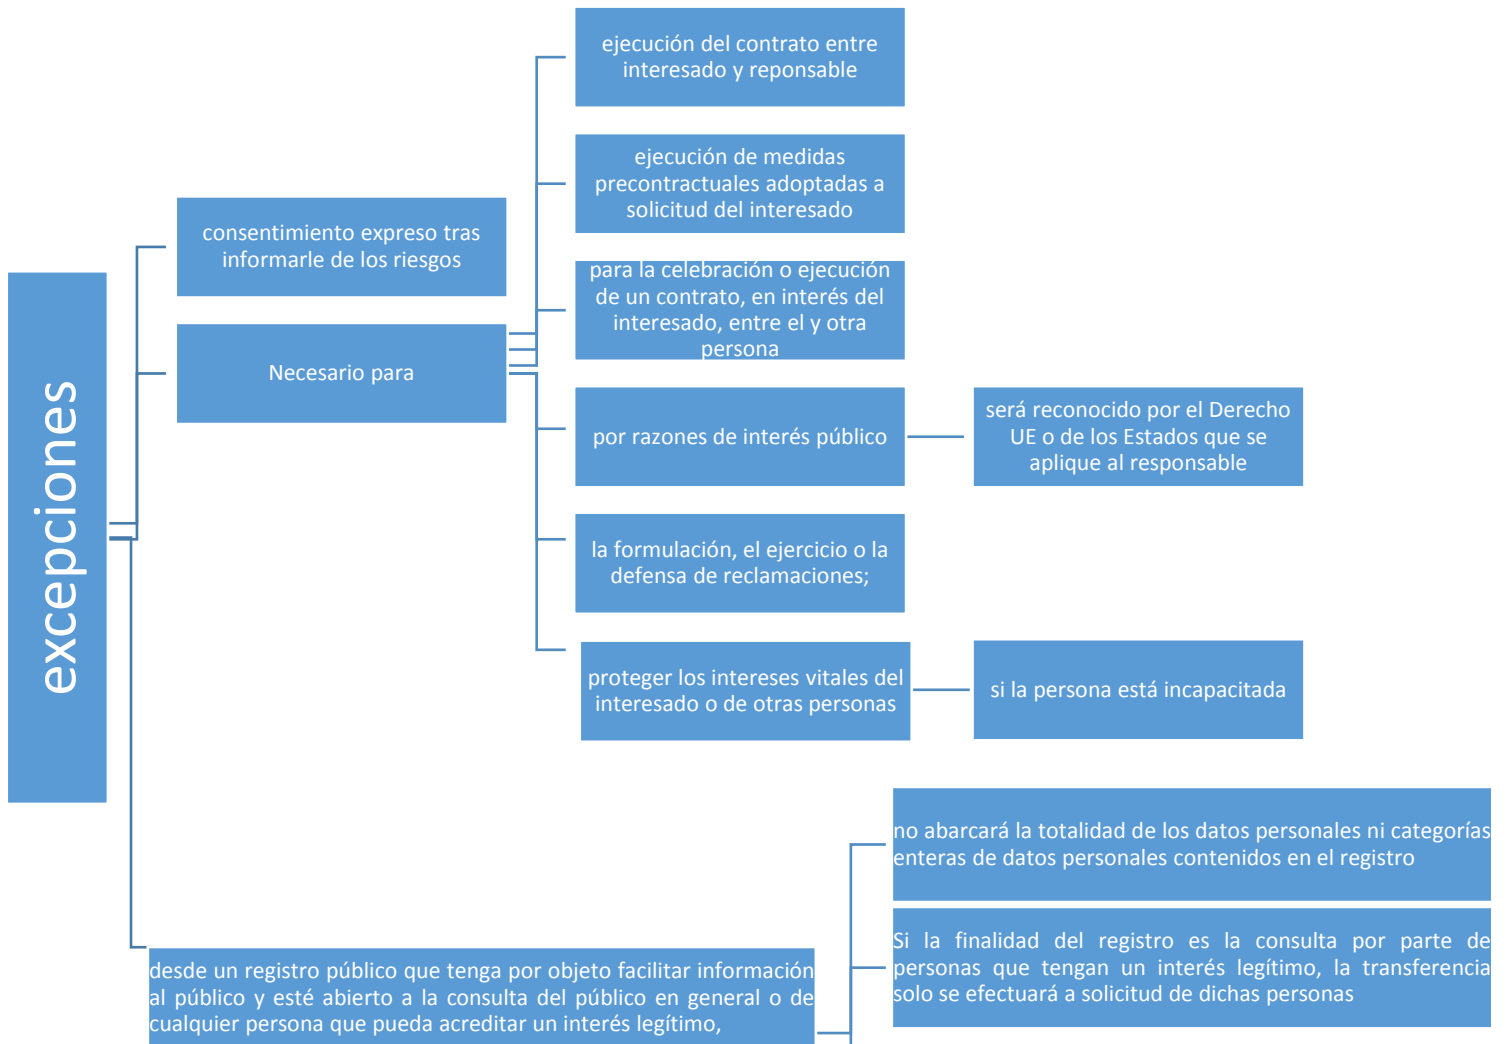 excepciones
consentimiento expreso tras
informarle de los riesgos
Necesario para
ejecución del contrato entre
interesado y reponsable
ejecución de medidas
precontractuales adoptadas a
solicitud del interesado
para la celebración o ejecución
de un contrato, en interés del
interesado, entre el y otra
persona
por razones de interés público
será reconocido por el Derecho
UE o de los Estados que se
aplique al responsable
la formulación, el ejercicio o la
defensa de reclamaciones;
proteger los intereses vitales del
interesado o de otras personas
si la persona está incapacitada
desde un registro público que tenga por objeto facilitar información
al público y esté abierto a la consulta del público en general o de
cualquier persona que pueda acreditar un interés legítimo,
no abarcará la totalidad de los datos personales ni categorías
enteras de datos personales contenidos en el registro
Si la finalidad del registro es la consulta por parte de
personas que tengan un interés legítimo, la transferencia
solo se efectuará a solicitud de dichas personas